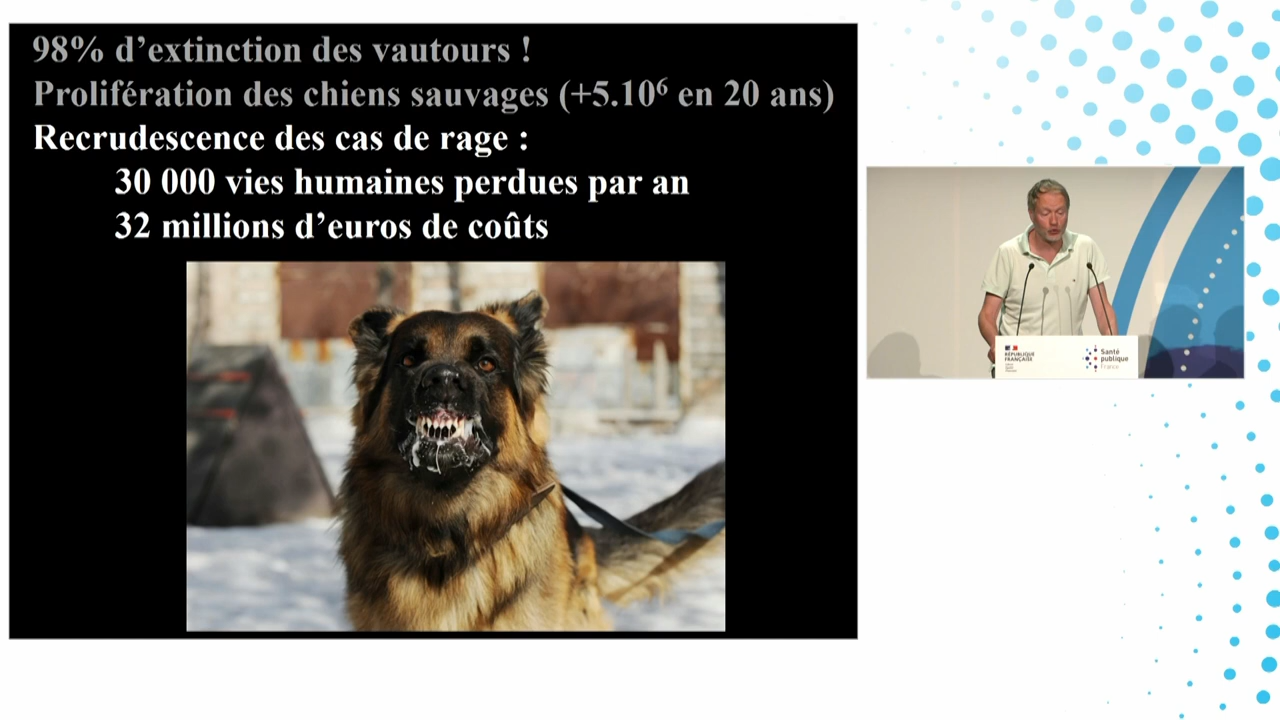 98% d’extinction des vautours !
Prolifération des chiens sauvages (+5.10⁶ en 20 ans)
Recrudescence des cas de rage :
30 000 vies humaines perdues par an
32 millions d’euros de coûts
RÉPUBLIQUE
FRANÇAISE
Santé
publique
France